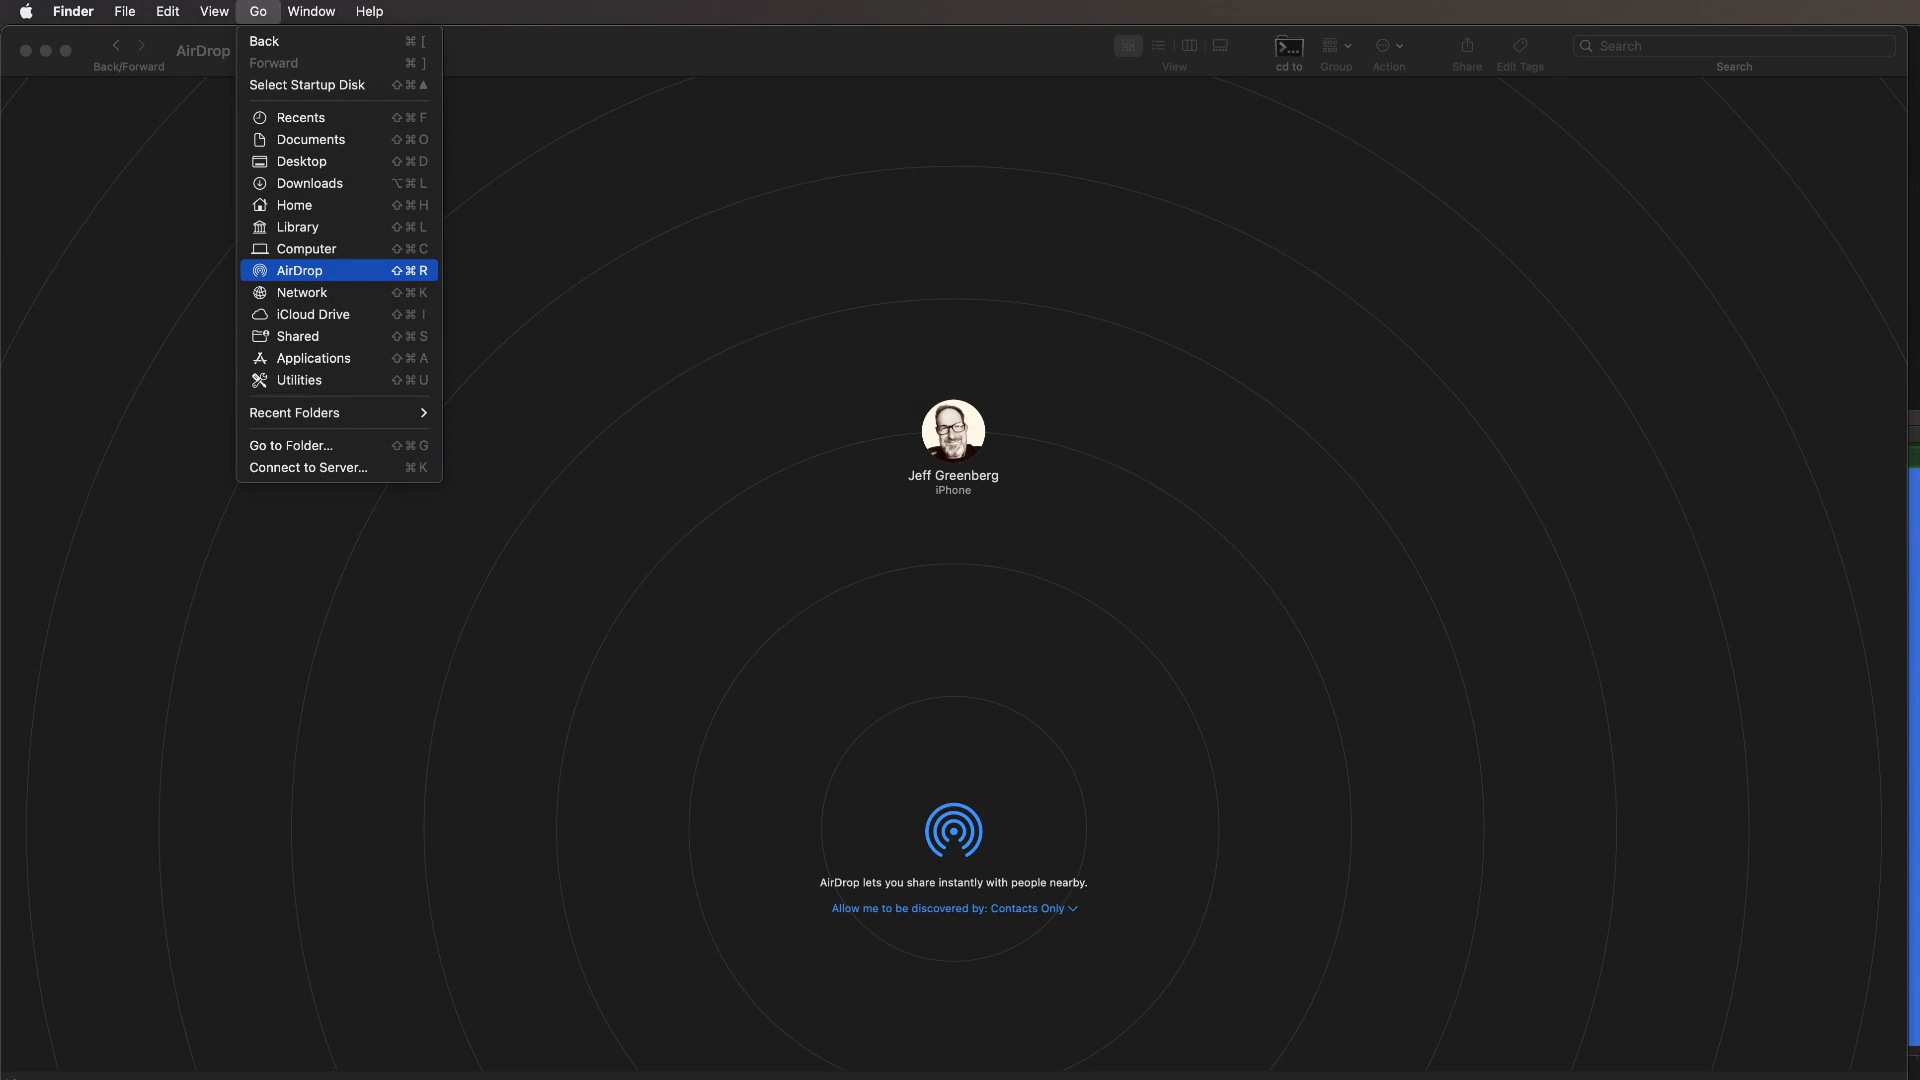 Finder File Edit View Go Window Help
AirDrop
Back/Forward
View
cd to
Group
Action
Share
Edit Tags
Search
Search
Back ⌘ [
Forward ⌘ ]
Select Startup Disk ⇧⌘▲
Recents ⇧⌘F
Documents ⇧⌘O
Desktop ⇧⌘D
Downloads ⌥⌘L
Home ⇧⌘H
Library ⇧⌘L
Computer ⇧⌘C
AirDrop ⇧⌘R
Network ⇧⌘K
iCloud Drive ⇧⌘I
Shared ⇧⌘S
Applications ⇧⌘A
Utilities ⇧⌘U
Recent Folders
Go to Folder... ⇧⌘G
Connect to Server... ⌘K
Jeff Greenberg
iPhone
AirDrop lets you share instantly with people nearby.
Allow me to be discovered by: Contacts Only